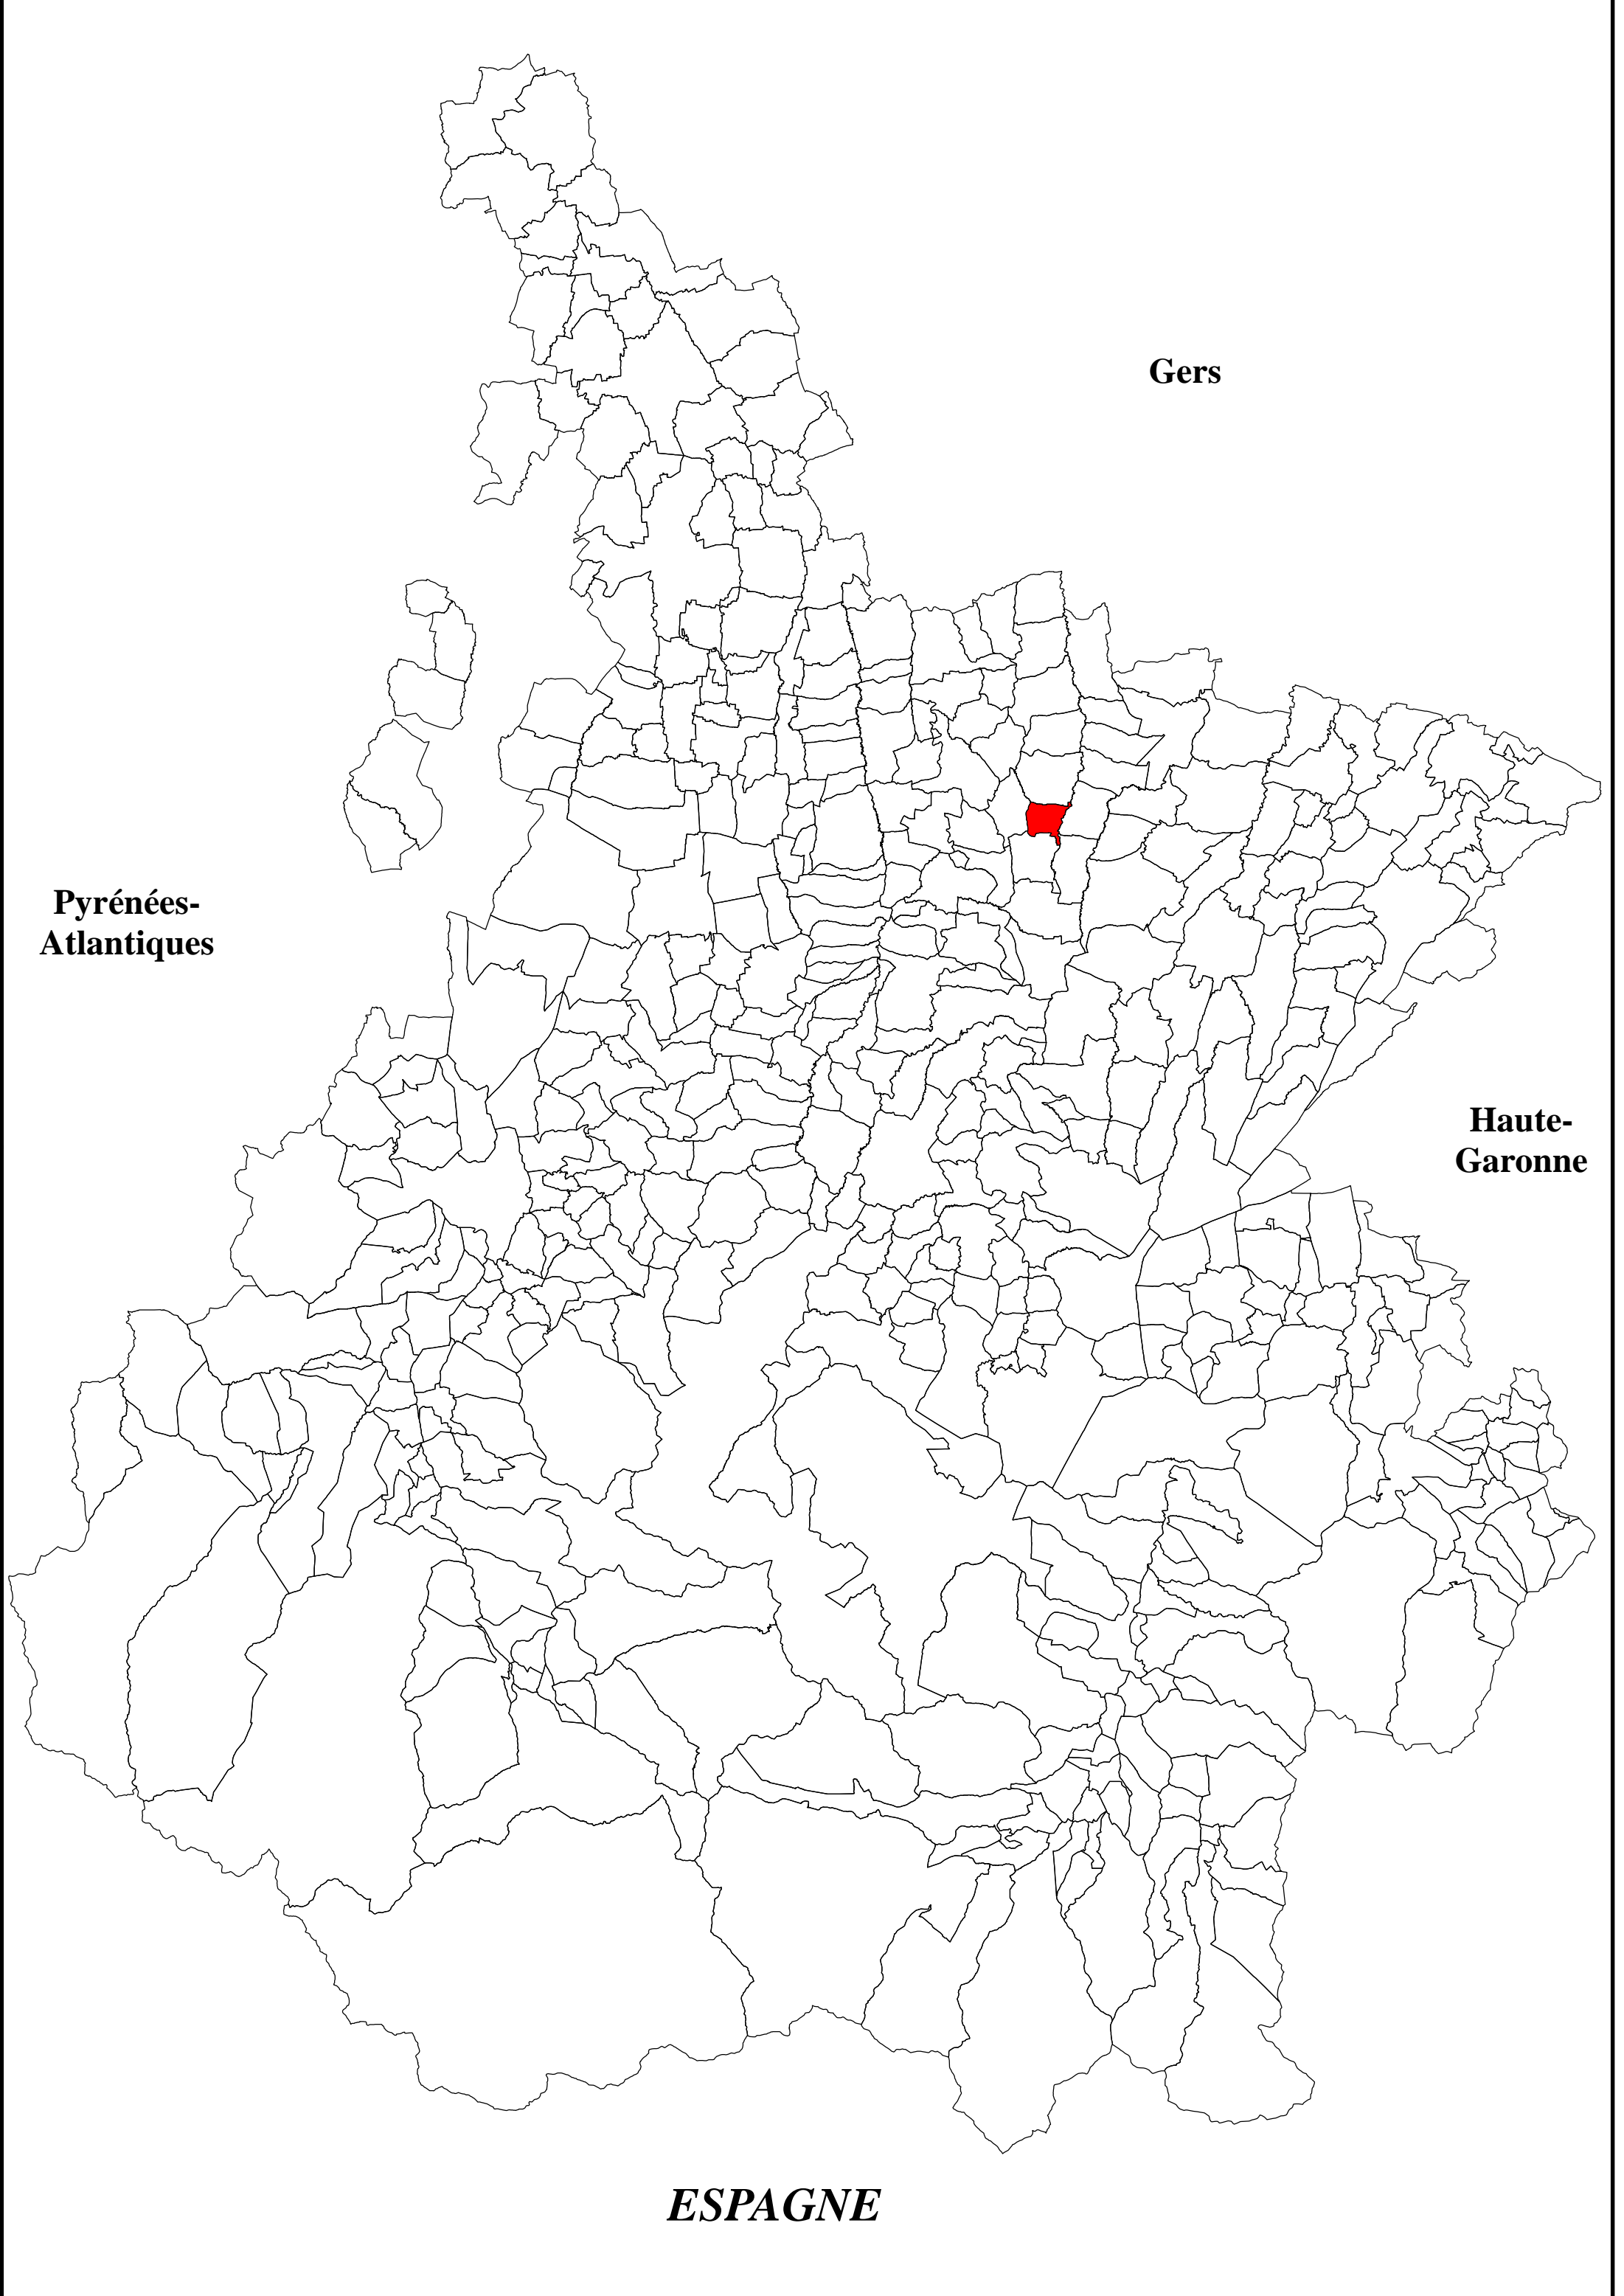 Gers
Pyrénées-
Atlantiques
Haute-
Garonne
ESPAGNE